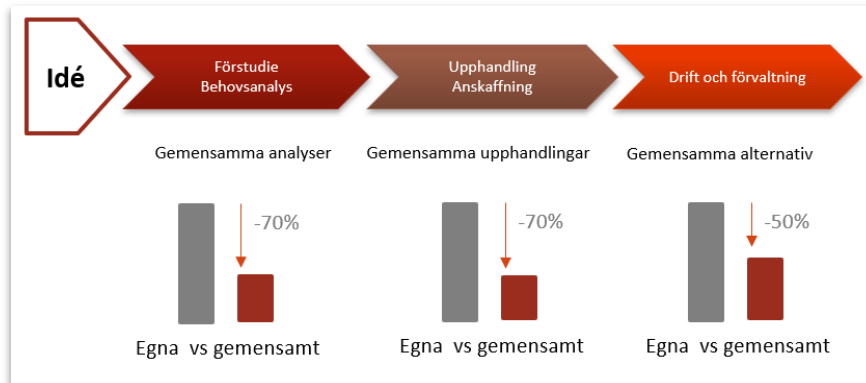 Idé
Förstudie
Behovsanalys
Upphandling
Anskaffning
Drift och förvaltning
Gemensamma analyser
Gemensamma upphandlingar
Gemensamma alternativ
-70%
-70%
-50%
Egna vs gemensamt
Egna vs gemensamt
Egna vs gemensamt